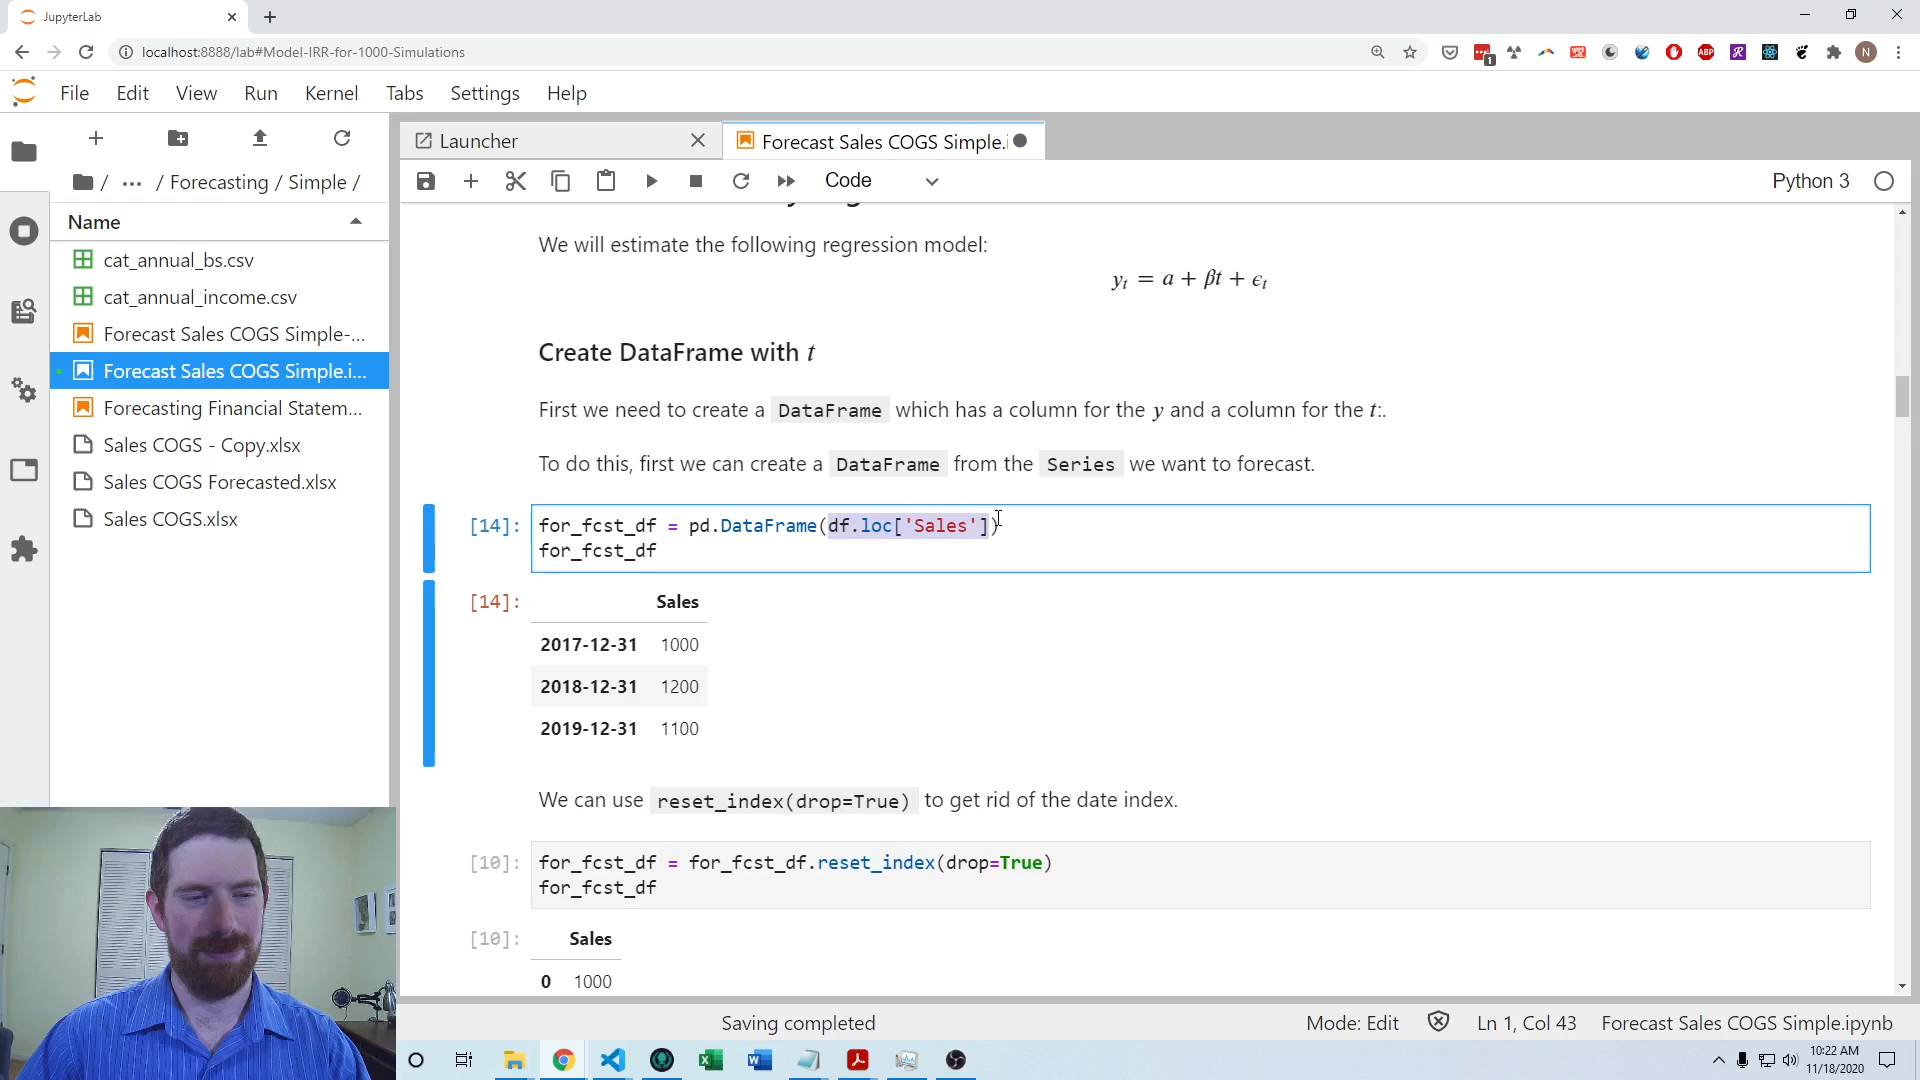 JupyterLab
localhost:8888/lab#Model-IRR-for-1000-Simulations
1
ABP
R
N
File Edit View Run Kernel Tabs Settings Help
Launcher
Forecast Sales COGS Simple.i
/ ... / Forecasting / Simple /
Code
Python 3
Name
cat_annual_bs.csv
cat_annual_income.csv
Forecast Sales COGS Simple-...
Forecast Sales COGS Simple.i...
Forecasting Financial Statem...
Sales COGS - Copy.xlsx
Sales COGS Forecasted.xlsx
Sales COGS.xlsx
We will estimate the following regression model:
y_t = a + βt + ϵ_t
Create DataFrame with t
First we need to create a DataFrame which has a column for the y and a column for the t:.
To do this, first we can create a DataFrame from the Series we want to forecast.
[14]: for_fcst_df = pd.DataFrame(df.loc['Sales'])
for_fcst_df
[14]: Sales
2017-12-31 1000
2018-12-31 1200
2019-12-31 1100
We can use reset_index(drop=True) to get rid of the date index.
[10]: for_fcst_df = for_fcst_df.reset_index(drop=True)
for_fcst_df
[10]: Sales
0 1000
Saving completed
Mode: Edit
Ln 1, Col 43
Forecast Sales COGS Simple.ipynb
10:22 AM
11/18/2020